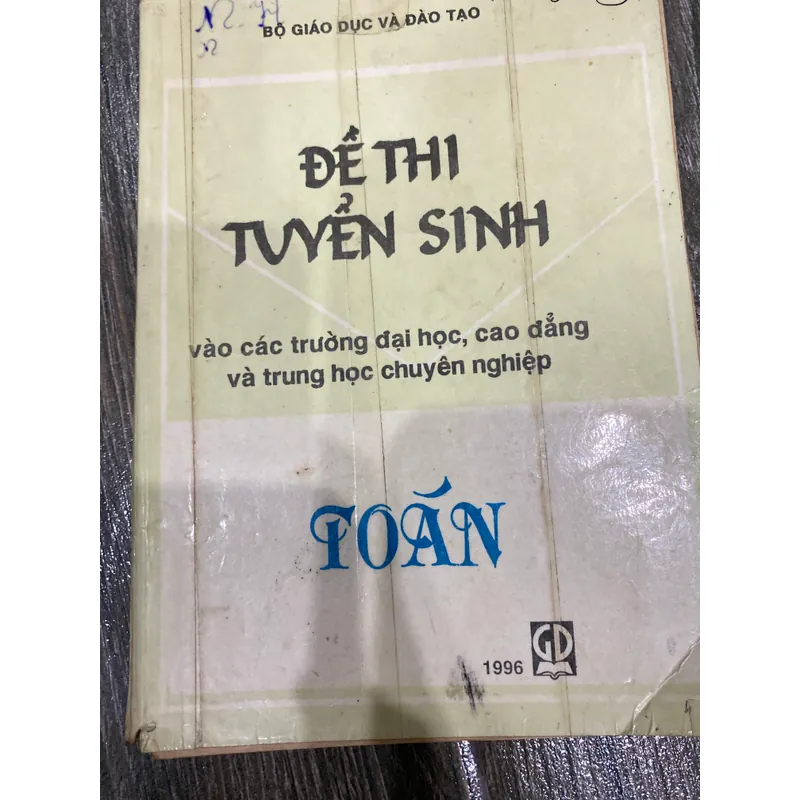 BỘ GIÁO DỤC VÀ ĐÀO TẠO
ĐỀ THI
TUYỂN SINH
vào các trường đại học, cao đẳng
và trung học chuyên nghiệp
TOÁN
1996
GD